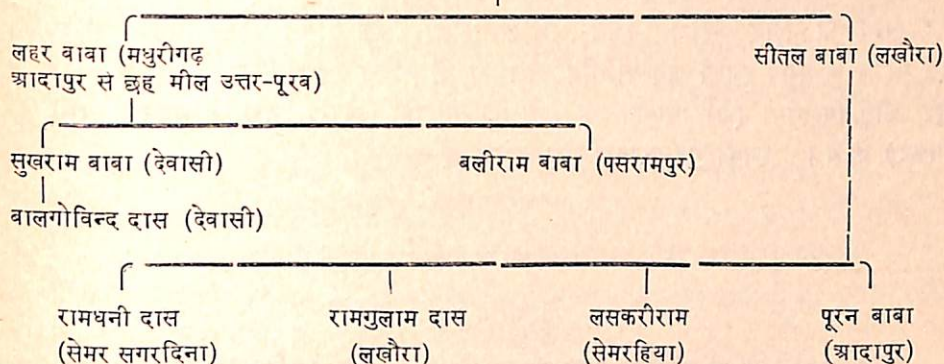 लहर बाबा (मधुरीगढ़
आदापुर से छह मील उत्तर-पूरब)
सीतल बाबा (लखौरा)
सुखराम बाबा (देवासी)
बलीराम बाबा (पसरामपुर)
बालगोविन्द दास (देवासी)
रामधनी दास
(सेमर सगरदिना)
रामगुलाम दास
(लखौरा)
लसकरीराम
(सेमरहिया)
पूरन बाबा
(आदापुर)